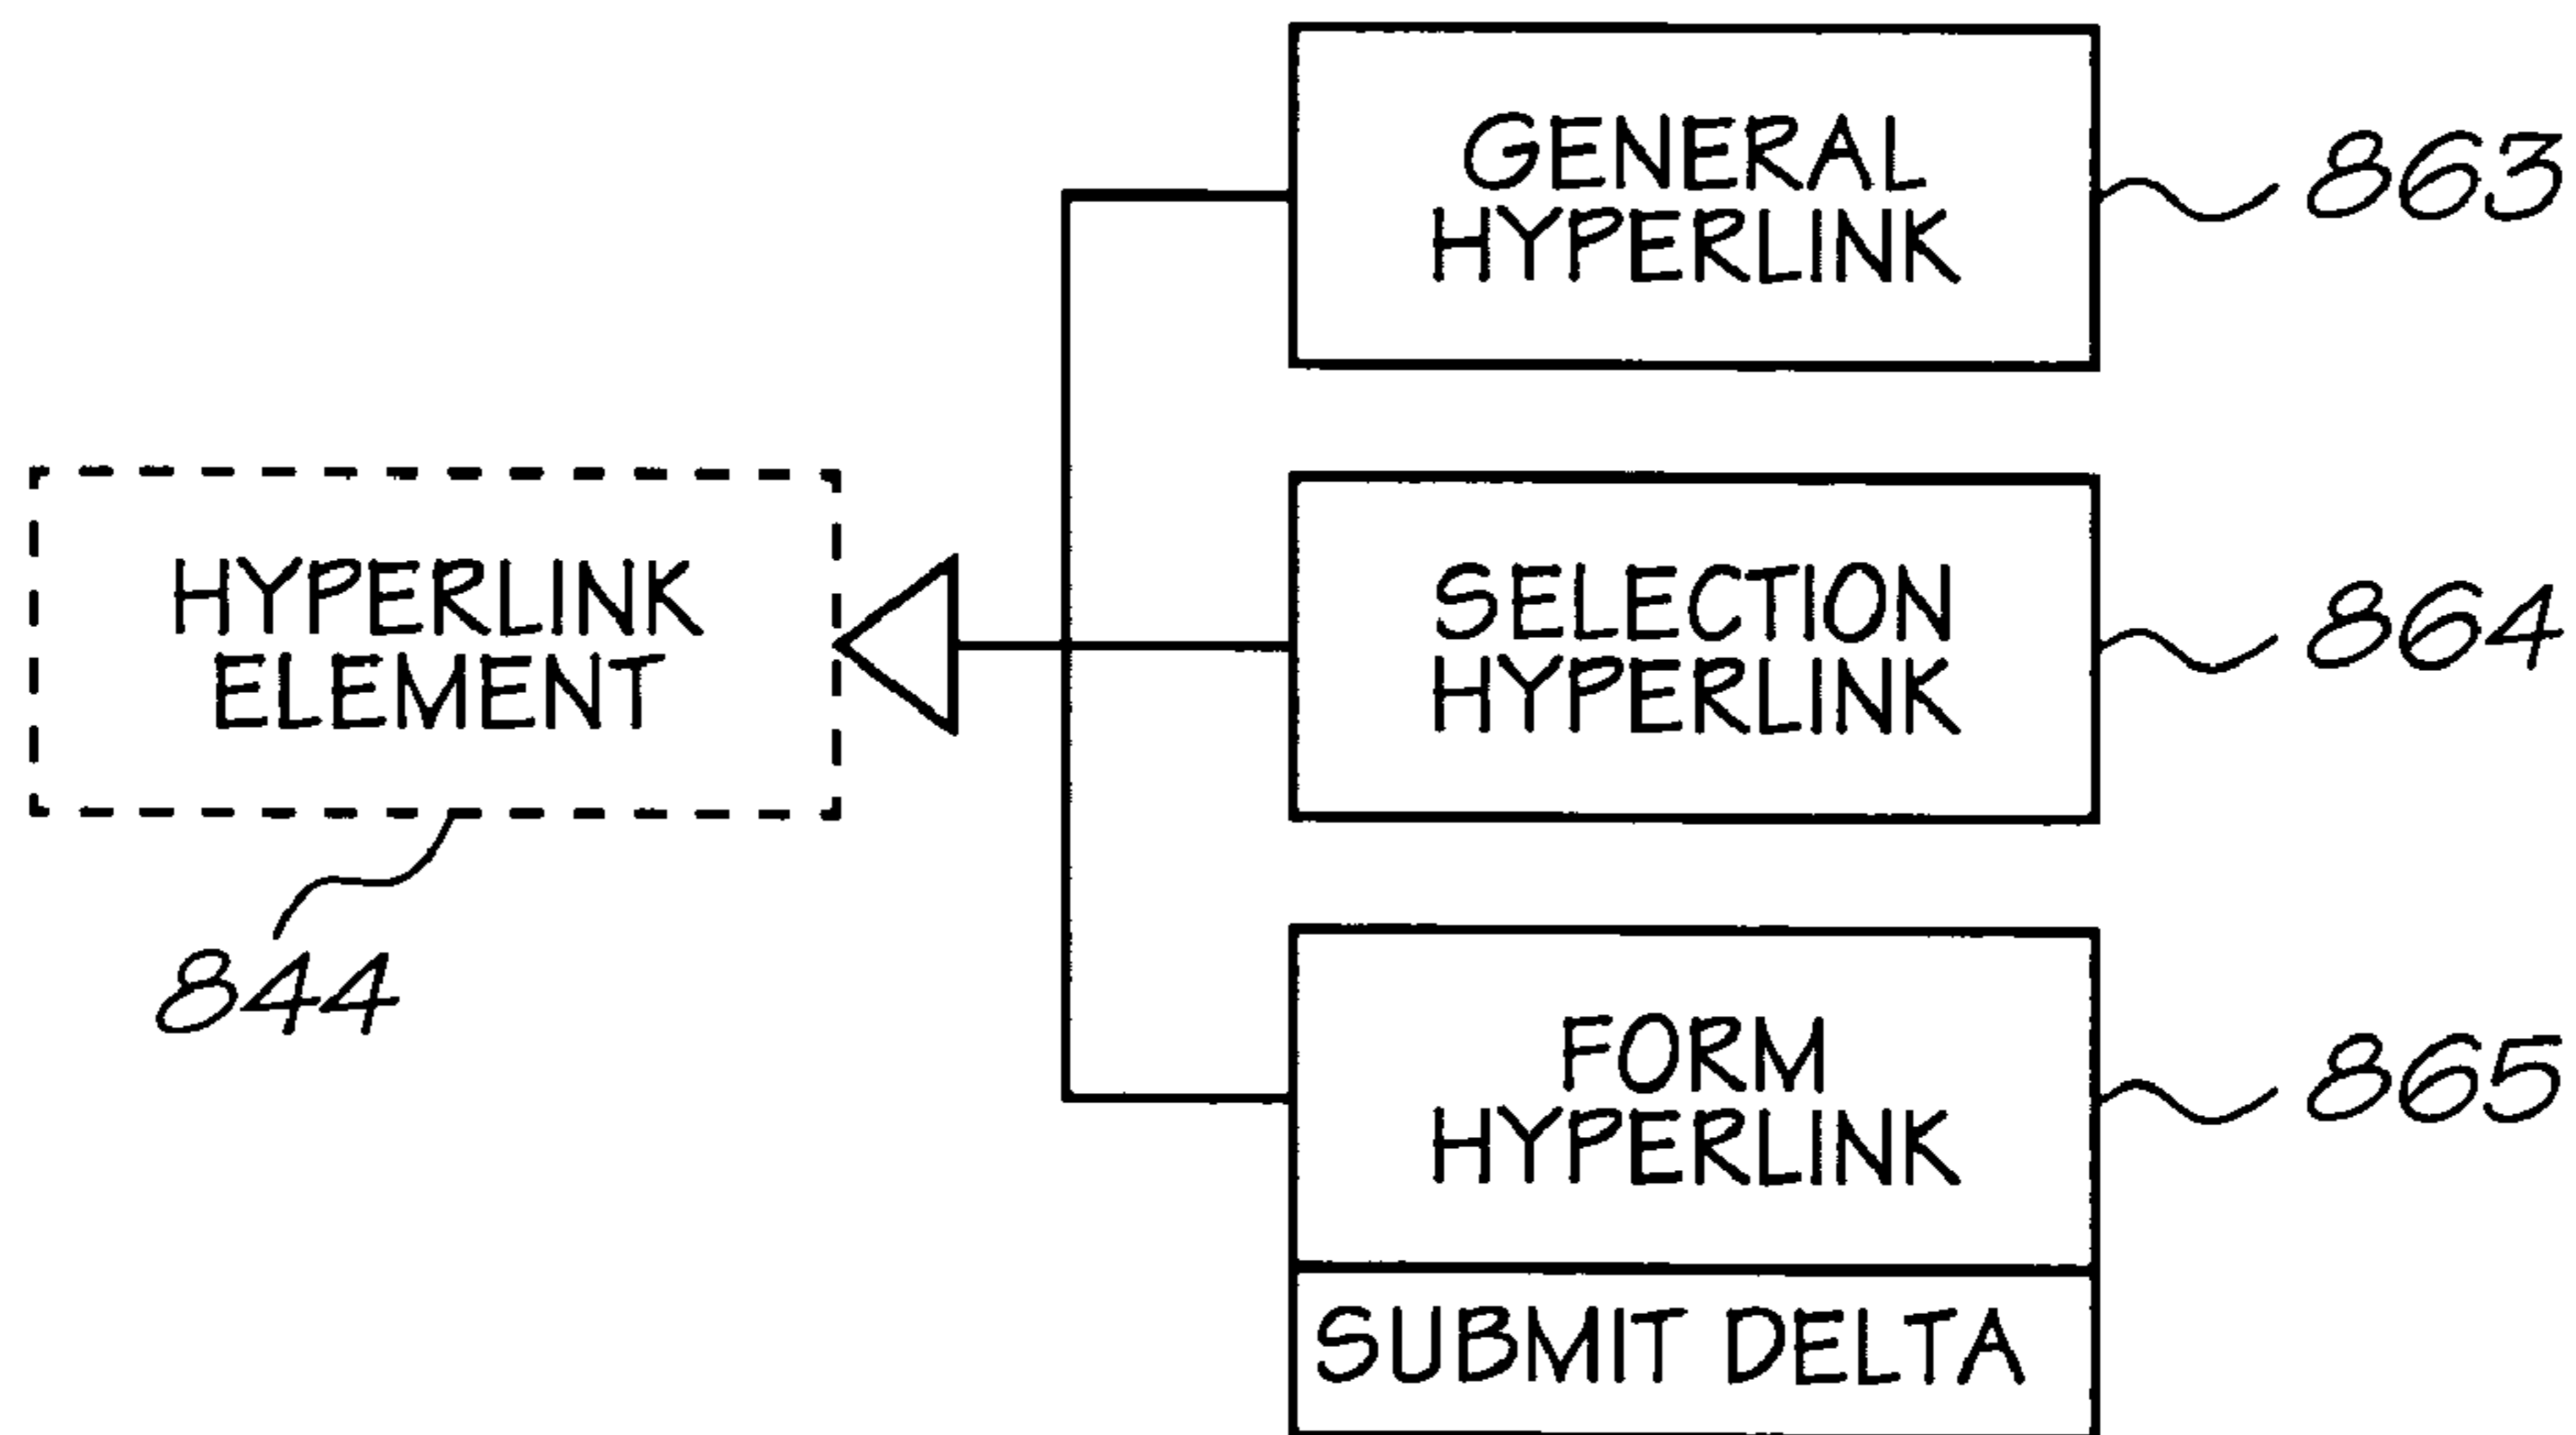 GENERAL
HYPERLINK
863
HYPERLINK
ELEMENT
844
SELECTION
HYPERLINK
864
FORM
HYPERLINK
865
SUBMIT DELTA